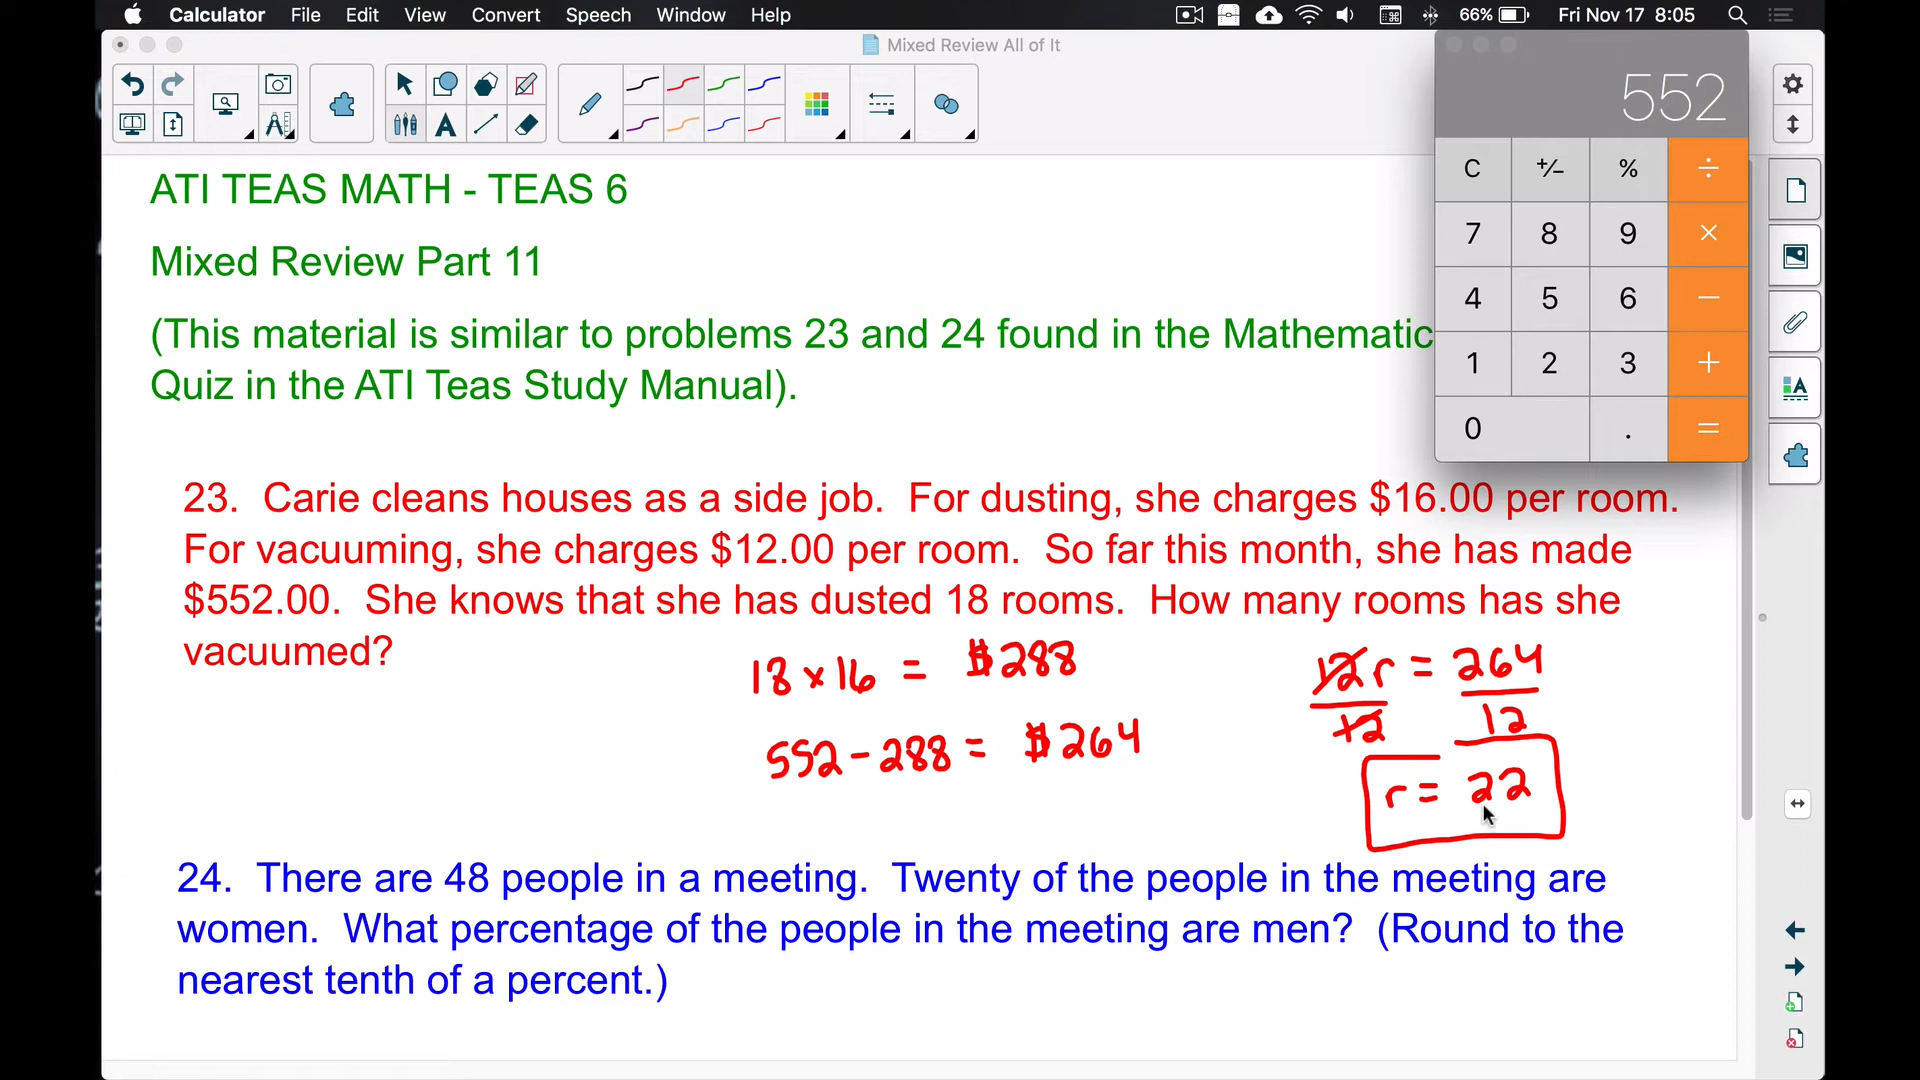 Calculator File Edit View Convert Speech Window Help 66% Fri Nov 17 8:05
Mixed Review All of It
552
C +/− % ÷
7 8 9 ×
4 5 6 −
1 2 3 +
0 . =
ATI TEAS MATH - TEAS 6
Mixed Review Part 11
(This material is similar to problems 23 and 24 found in the Mathematic
Quiz in the ATI Teas Study Manual).
23. Carie cleans houses as a side job. For dusting, she charges $16.00 per room.
For vacuuming, she charges $12.00 per room. So far this month, she has made
$552.00. She knows that she has dusted 18 rooms. How many rooms has she
vacuumed?
18 × 16 = $288
552 − 288 = $264
12r = 264
12 12
r = 22
24. There are 48 people in a meeting. Twenty of the people in the meeting are
women. What percentage of the people in the meeting are men? (Round to the
nearest tenth of a percent.)